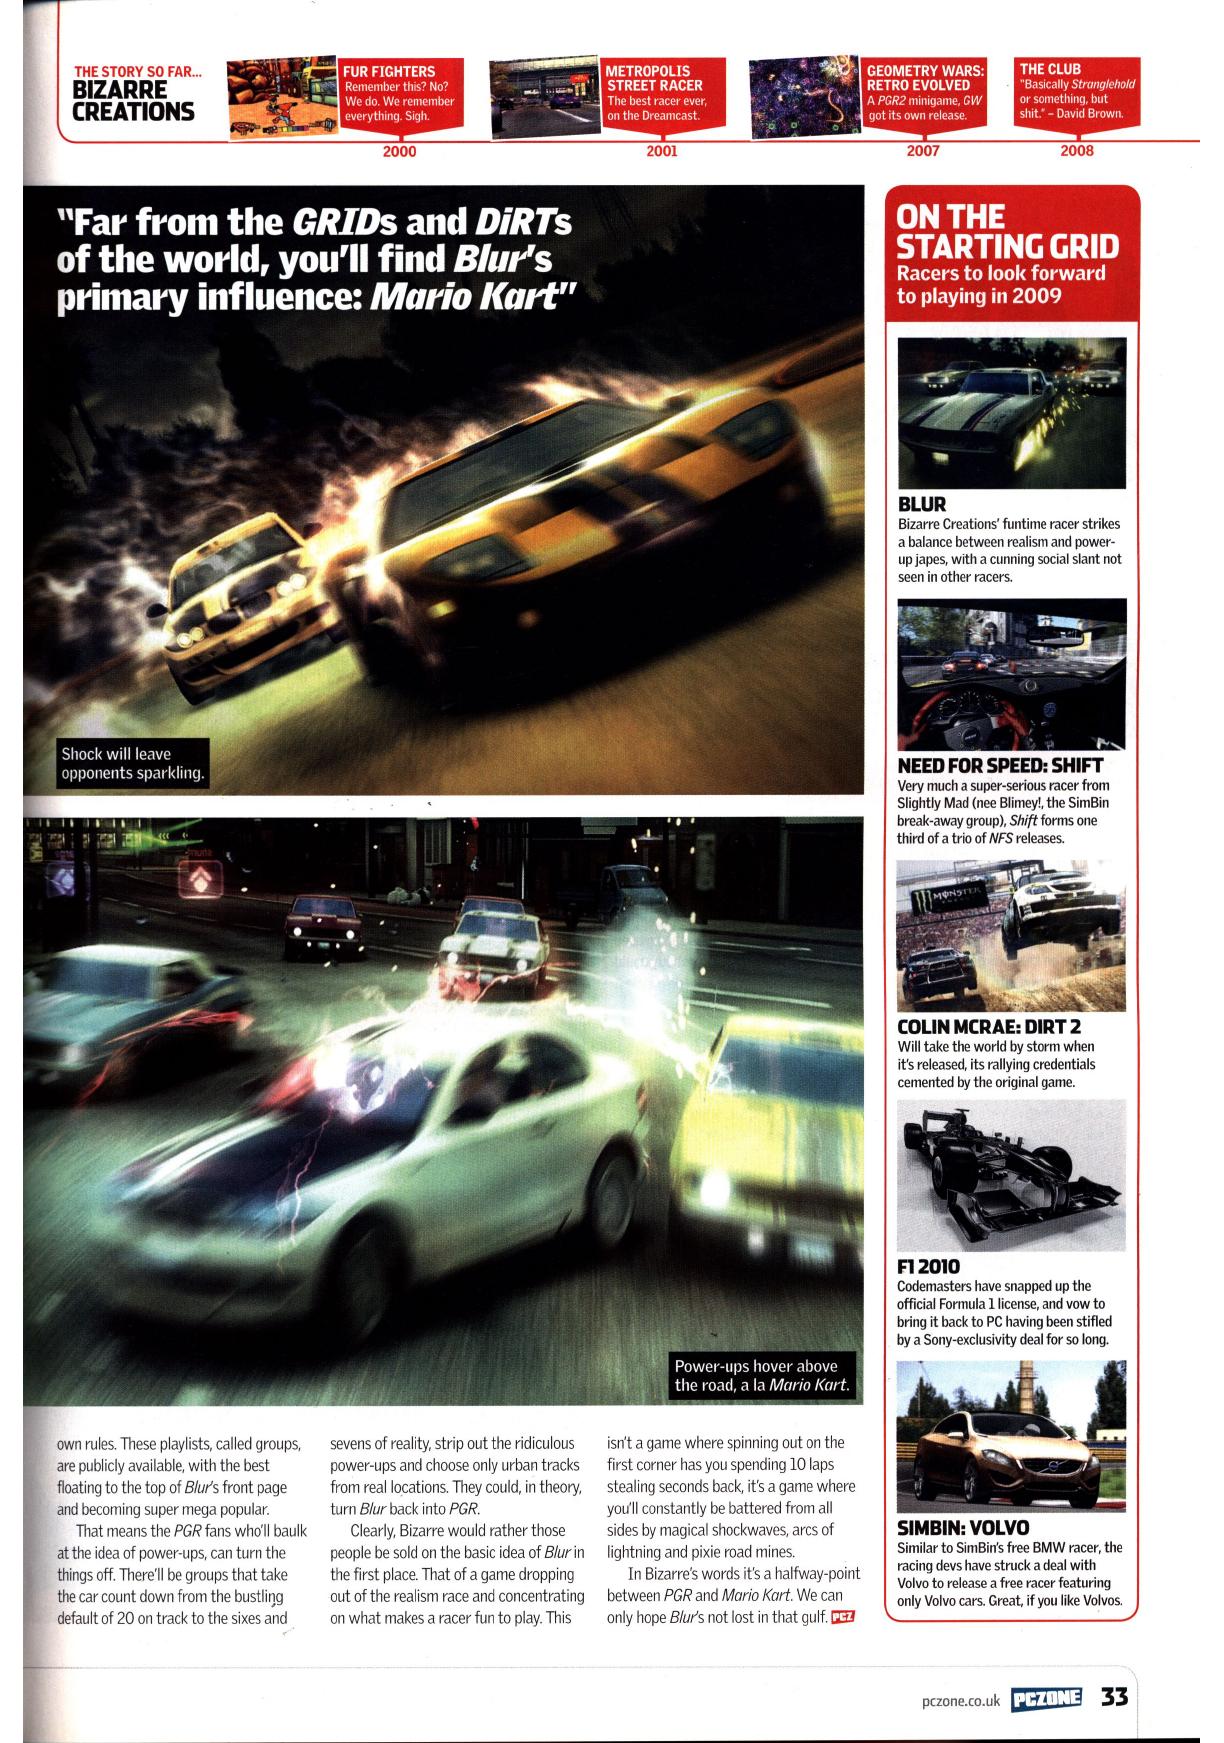 THE STORY SO FAR...
BIZARRE
CREATIONS
FUR FIGHTERS
Remember this? No?
We do. We remember
everything. Sigh.
2000
METROPOLIS
STREET RACER
The best racer ever,
on the Dreamcast.
2001
GEOMETRY WARS:
RETRO EVOLVED
A PGR2 minigame, GW
got its own release.
2007
THE CLUB
"Basically Stranglehold
or something, but
shit." – David Brown.
2008
"Far from the GRIDs and DiRTs
of the world, you'll find Blur's
primary influence: Mario Kart"
Shock will leave
opponents sparkling.
Power-ups hover above
the road, a la Mario Kart.
own rules. These playlists, called groups,
are publicly available, with the best
floating to the top of Blur's front page
and becoming super mega popular.
That means the PGR fans who'll baulk
at the idea of power-ups, can turn the
things off. There'll be groups that take
the car count down from the bustling
default of 20 on track to the sixes and
sevens of reality, strip out the ridiculous
power-ups and choose only urban tracks
from real locations. They could, in theory,
turn Blur back into PGR.
Clearly, Bizarre would rather those
people be sold on the basic idea of Blur in
the first place. That of a game dropping
out of the realism race and concentrating
on what makes a racer fun to play. This
isn't a game where spinning out on the
first corner has you spending 10 laps
stealing seconds back, it's a game where
you'll constantly be battered from all
sides by magical shockwaves, arcs of
lightning and pixie road mines.
In Bizarre's words it's a halfway-point
between PGR and Mario Kart. We can
only hope Blur's not lost in that gulf. PCZ
ON THE
STARTING GRID
Racers to look forward
to playing in 2009
BLUR
Bizarre Creations' funtime racer strikes
a balance between realism and power-
up japes, with a cunning social slant not
seen in other racers.
NEED FOR SPEED: SHIFT
Very much a super-serious racer from
Slightly Mad (nee Blimey!, the SimBin
break-away group), Shift forms one
third of a trio of NFS releases.
MONSTER
COLIN MCRAE: DIRT 2
Will take the world by storm when
it's released, its rallying credentials
cemented by the original game.
F1 2010
Codemasters have snapped up the
official Formula 1 license, and vow to
bring it back to PC having been stifled
by a Sony-exclusivity deal for so long.
SIMBIN: VOLVO
Similar to SimBin's free BMW racer, the
racing devs have struck a deal with
Volvo to release a free racer featuring
only Volvo cars. Great, if you like Volvos.
pczone.co.uk PCZONE 33